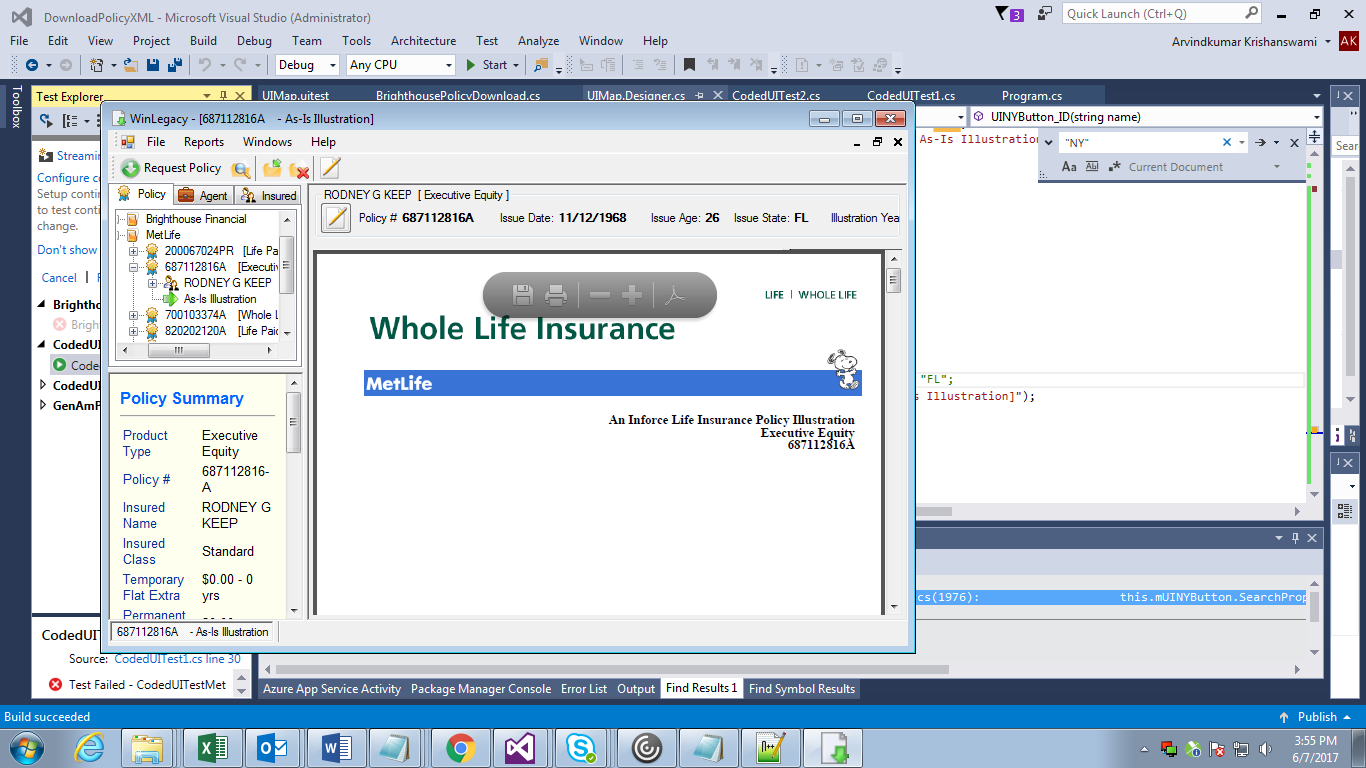 DownloadPolicyXML - Microsoft Visual Studio (Administrator)
3
Quick Launch (Ctrl+Q)
File Edit View Project Build Debug Team Tools Architecture Test Analyze Window Help
Arvindkumar Krishanswami AK
Debug Any CPU Start
Toolbox
Test Explorer
UIMap.uitest BrighthousePolicyDownload.cs UIMap.Designer.cs CodedUITest2.cs CodedUITest1.cs Program.cs
UINYButton_ID(string name)
As-Is Illustration
"NY"
Aa Ab Current Document
Sear
Streamin
Configure c
Setup conti
to test conti
change.
Don't show
Cancel
Brightho
Brigh
CodedUI
Code
CodedUI
GenAmF
WinLegacy - [687112816A - As-Is Illustration]
File Reports Windows Help
Request Policy
Policy Agent Insured
Brighthouse Financial
MetLife
200067024PR [Life Pa
687112816A [Executiv
RODNEY G KEEP
As-Is Illustration
700103374A [Whole L
820202120A [Life Paid
Policy Summary
Product Type Executive Equity
Policy # 687112816-A
Insured Name RODNEY G KEEP
Insured Class Standard
Temporary Flat Extra $0.00 - 0 yrs
Permanent
687112816A - As-Is Illustration
RODNEY G KEEP [ Executive Equity ]
Policy # 687112816A Issue Date: 11/12/1968 Issue Age: 26 Issue State: FL Illustration Yea
LIFE | WHOLE LIFE
Whole Life Insurance
MetLife
An Inforce Life Insurance Policy Illustration
Executive Equity
687112816A
"FL";
s Illustration]");
cs(1976): this.mUINYButton.SearchProp
CodedUIT
Source: CodedUITest1.cs line 30
Test Failed - CodedUITestMet
Azure App Service Activity Package Manager Console Error List Output Find Results 1 Find Symbol Results
Build succeeded
Publish
3:55 PM
6/7/2017